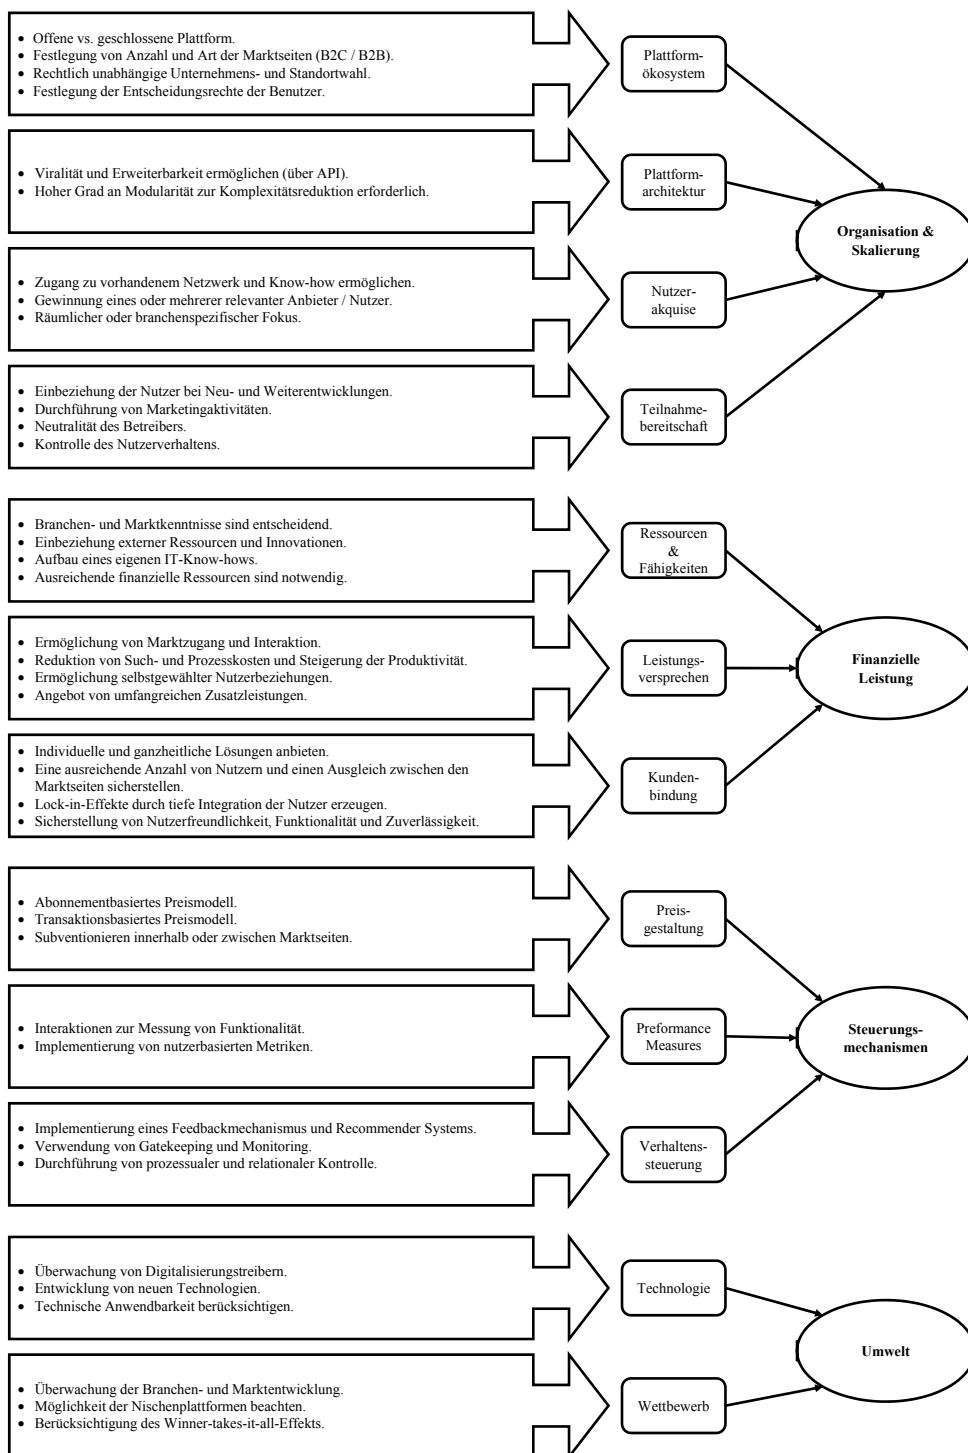 • Offene vs. geschlossene Plattform.
• Festlegung von Anzahl und Art der Marktseiten (B2C / B2B).
• Rechtlich unabhängige Unternehmens- und Standortwahl.
• Festlegung der Entscheidungsrechte der Benutzer.
Plattform-
ökosystem
• Viralität und Erweiterbarkeit ermöglichen (über API).
• Hoher Grad an Modularität zur Komplexitätsreduktion erforderlich.
Plattform-
architektur
Organisation &
Skalierung
• Zugang zu vorhandenem Netzwerk und Know-how ermöglichen.
• Gewinnung eines oder mehrerer relevanter Anbieter / Nutzer.
• Räumlicher oder branchenspezifischer Fokus.
Nutzer-
akquise
• Einbeziehung der Nutzer bei Neu- und Weiterentwicklungen.
• Durchführung von Marketingaktivitäten.
• Neutralität des Betreibers.
• Kontrolle des Nutzerverhaltens.
Teilnahme-
bereitschaft
• Branchen- und Marktkenntnisse sind entscheidend.
• Einbeziehung externer Ressourcen und Innovationen.
• Aufbau eines eigenen IT-Know-hows.
• Ausreichende finanzielle Ressourcen sind notwendig.
Ressourcen
&
Fähigkeiten
• Ermöglichung von Marktzugang und Interaktion.
• Reduktion von Such- und Prozesskosten und Steigerung der Produktivität.
• Ermöglichung selbstgewählter Nutzerbeziehungen.
• Angebot von umfangreichen Zusatzleistungen.
Leistungs-
versprechen
Finanzielle
Leistung
• Individuelle und ganzheitliche Lösungen anbieten.
• Eine ausreichende Anzahl von Nutzern und einen Ausgleich zwischen den
Marktseiten sicherstellen.
• Lock-in-Effekte durch tiefe Integration der Nutzer erzeugen.
• Sicherstellung von Nutzerfreundlichkeit, Funktionalität und Zuverlässigkeit.
Kunden-
bindung
• Abonnementbasiertes Preismodell.
• Transaktionsbasiertes Preismodell.
• Subventionieren innerhalb oder zwischen Marktseiten.
Preis-
gestaltung
• Interaktionen zur Messung von Funktionalität.
• Implementierung von nutzerbasierten Metriken.
Preformance
Measures
Steuerungs-
mechanismen
• Implementierung eines Feedbackmechanismus und Recommender Systems.
• Verwendung von Gatekeeping und Monitoring.
• Durchführung von prozessualer und relationaler Kontrolle.
Verhaltens-
steuerung
• Überwachung von Digitalisierungstreibern.
• Entwicklung von neuen Technologien.
• Technische Anwendbarkeit berücksichtigen.
Technologie
Umwelt
• Überwachung der Branchen- und Marktentwicklung.
• Möglichkeit der Nischenplattformen beachten.
• Berücksichtigung des Winner-takes-it-all-Effekts.
Wettbewerb